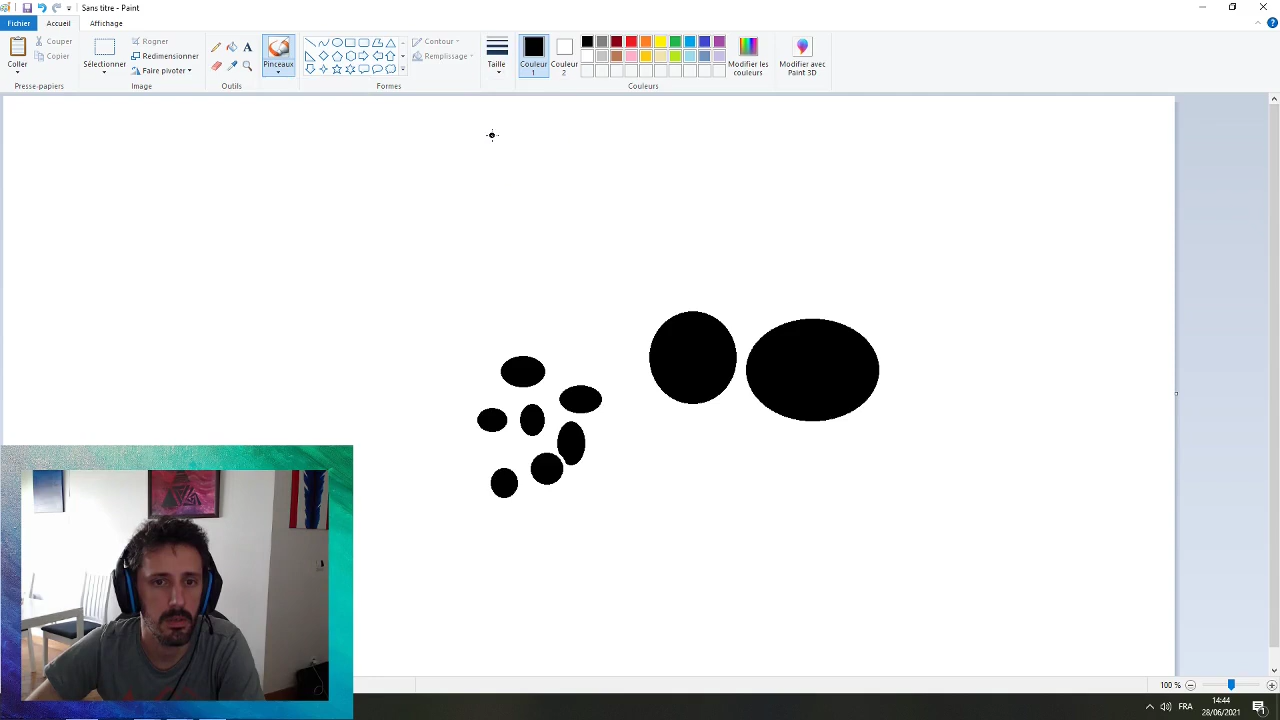 Sans titre - Paint
Fichier Accueil Affichage
Couper
Coller
Presse-papiers
Sélectionner
Rogner
Redimensionner
Faire pivoter
Image
A
Outils
Pinceaux
Contour
Remplissage
Formes
Taille
Couleur 1
Couleur 2
Modifier les couleurs
Couleurs
Modifier avec Paint 3D
100 %
FRA
14:44
28/06/2021